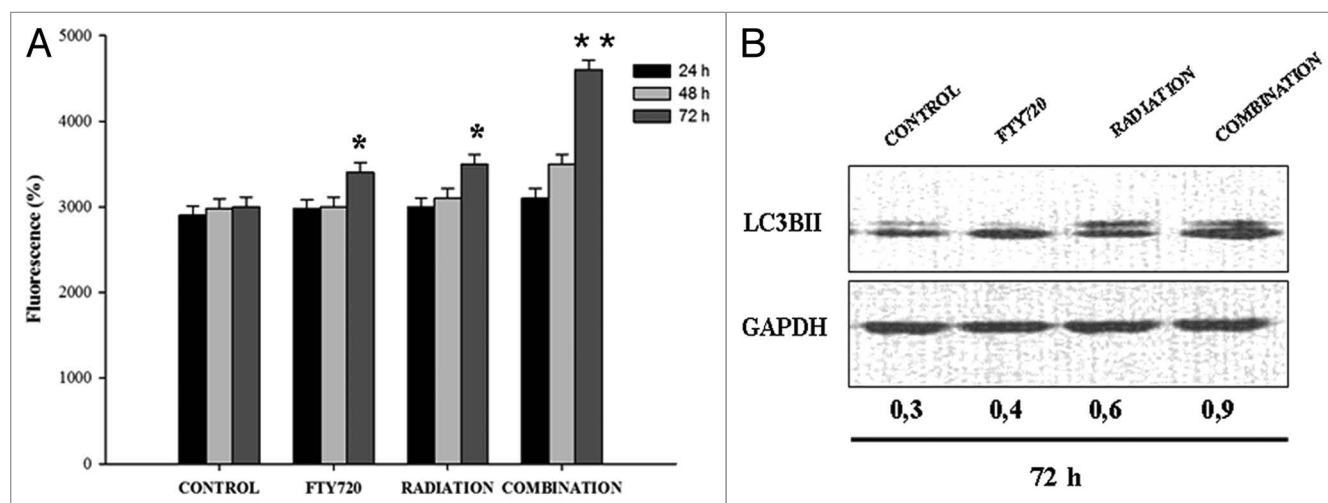 A
5000
4000
3000
2000
1000
0
Fluorescence (%)
*
*
* *
24 h
48 h
72 h
CONTROL FTY720 RADIATION COMBINATION
B
CONTROL FTY720 RADIATION COMBINATION
LC3BII
GAPDH
0,3 0,4 0,6 0,9
72 h